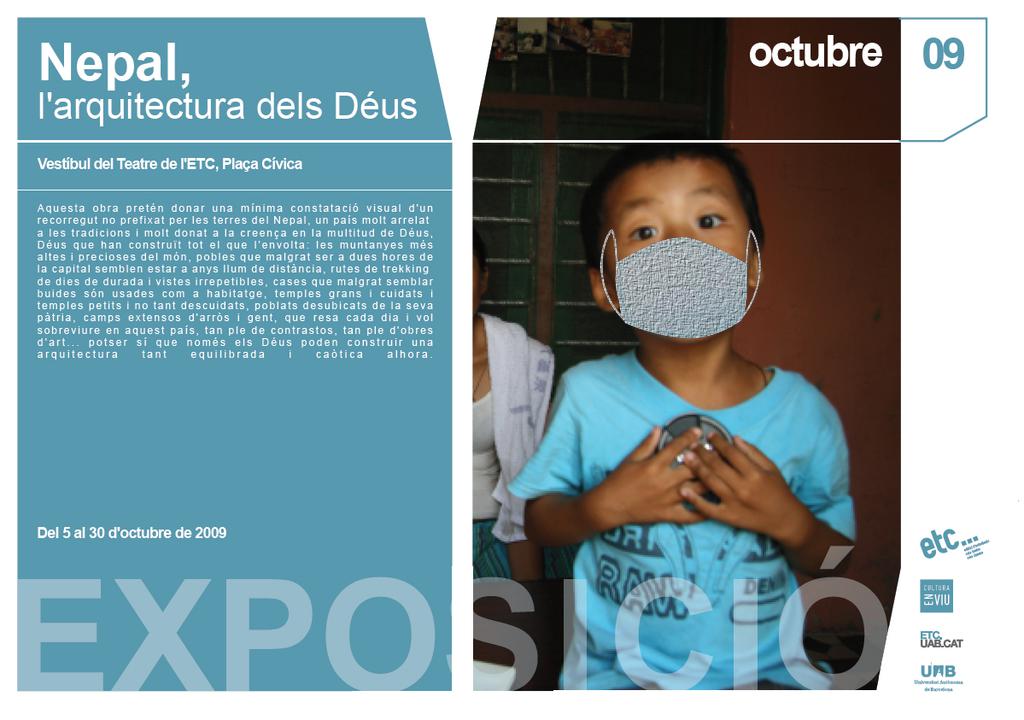 Nepal,
l'arquitectura dels Déus
octubre
09
Vestíbul del Teatre de l'ETC, Plaça Cívica
Aquesta obra pretén donar una mínima constatació visual d'un
recorregut no prefixat per les terres del Nepal, un país molt arrelat
a les tradicions i molt donat a la creença en la multitud de Déus,
Déus que han construït tot el que l'envolta: les muntanyes més
altes i precioses del món, pobles que malgrat ser a dues hores de
la capital semblen estar a anys llum de distància, rutes de trekking
de dies de durada i vistes irrepetibles, cases que malgrat semblar
buides són usades com a habitatge, temples grans i cuidats i
temples petits i no tant descuidats, poblats desubicats de la seva
pàtria, camps extensos d'arròs i gent, que resa cada dia i vol
sobreviure en aquest país, tan ple de contrastos, tan ple d'obres
d'art... potser sí que només els Déus poden construir una
arquitectura tant equilibrada i caòtica alhora.
Del 5 al 30 d'octubre de 2009
EXPOSICIÓ
etc...
CULTURA
EN VIU
ETC.
UAB.CAT
UAB
Universitat Autònoma
de Barcelona